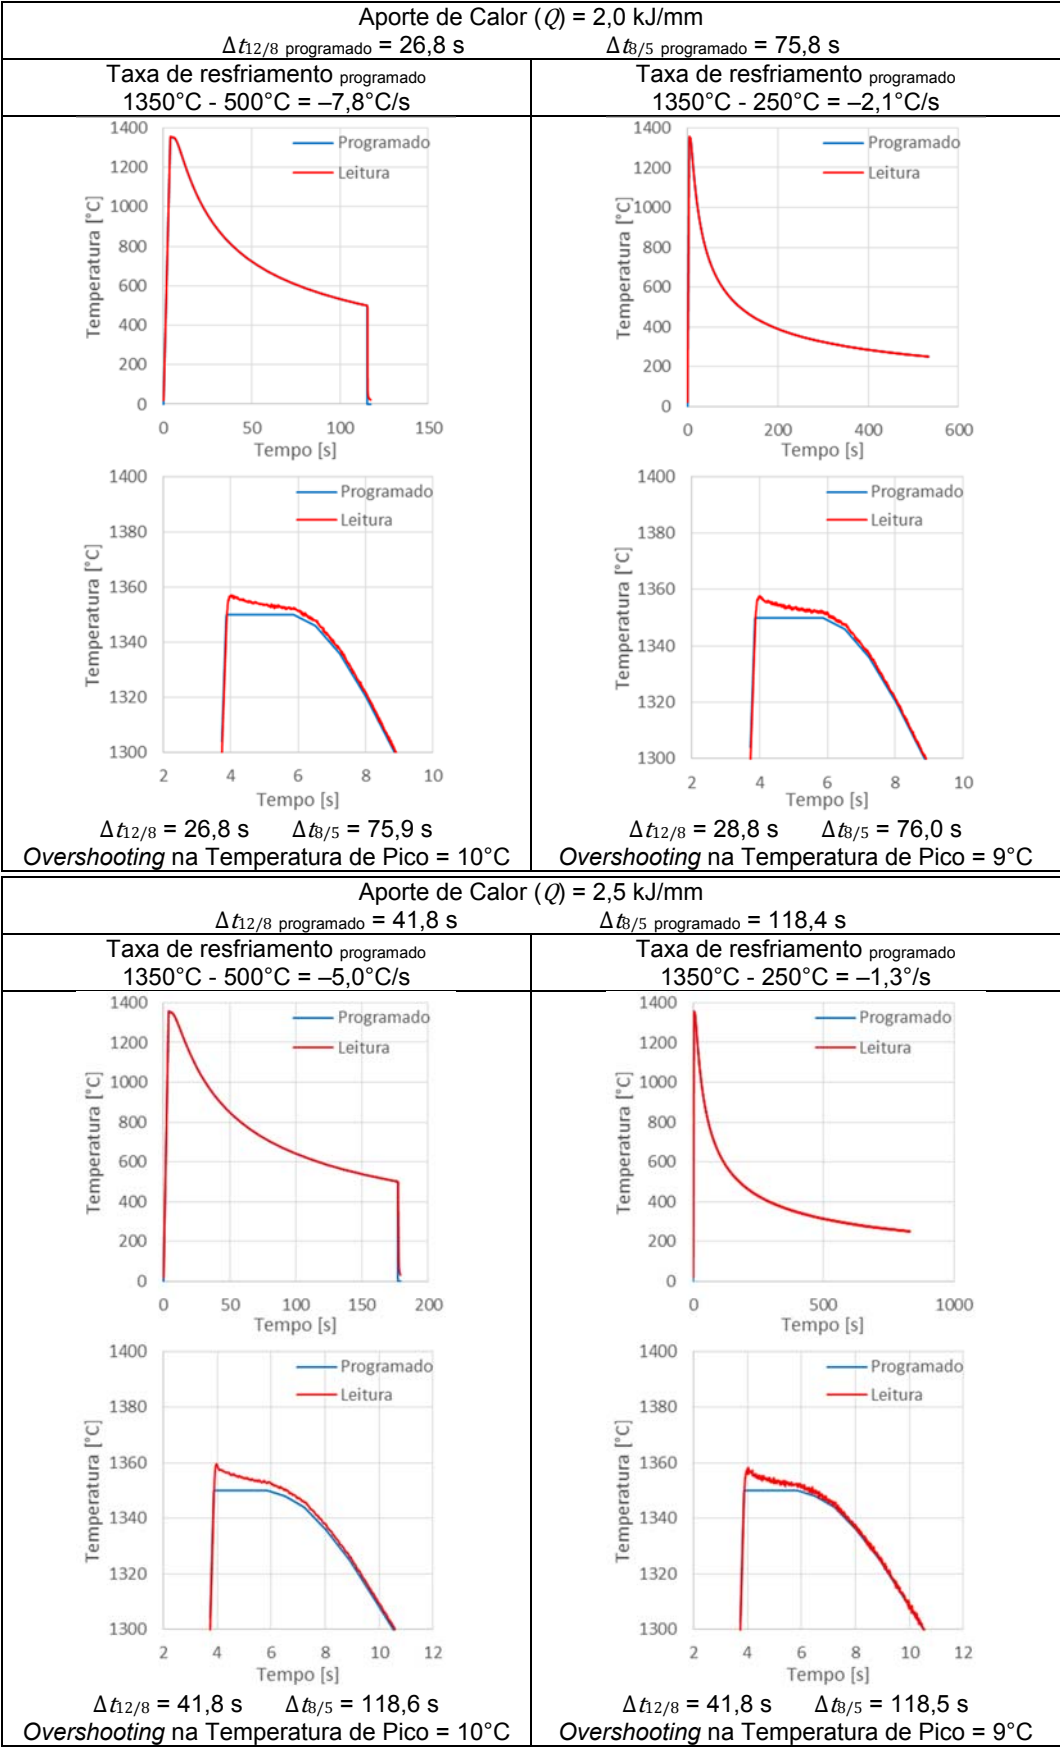 Aporte de Calor (Q) = 2,0 kJ/mm
Δt12/8 programado = 26,8 s Δt8/5 programado = 75,8 s
Taxa de resfriamento programado
1350°C - 500°C = –7,8°C/s
Taxa de resfriamento programado
1350°C - 250°C = –2,1°C/s
1400
1200
1000
800
600
400
200
0
Temperatura [°C]
Programado
Leitura
0 50 100 150
Tempo [s]
1400
1200
1000
800
600
400
200
0
Temperatura [°C]
Programado
Leitura
0 200 400 600
Tempo [s]
1400
1380
1360
1340
1320
1300
Temperatura [°C]
Programado
Leitura
2 4 6 8 10
Tempo [s]
1400
1380
1360
1340
1320
1300
Temperatura [°C]
Programado
Leitura
2 4 6 8 10
Tempo [s]
Δt12/8 = 26,8 s Δt8/5 = 75,9 s
Overshooting na Temperatura de Pico = 10°C
Δt12/8 = 28,8 s Δt8/5 = 76,0 s
Overshooting na Temperatura de Pico = 9°C
Aporte de Calor (Q) = 2,5 kJ/mm
Δt12/8 programado = 41,8 s Δt8/5 programado = 118,4 s
Taxa de resfriamento programado
1350°C - 500°C = –5,0°C/s
Taxa de resfriamento programado
1350°C - 250°C = –1,3°/s
1400
1200
1000
800
600
400
200
0
Temperatura [°C]
Programado
Leitura
0 50 100 150 200
Tempo [s]
1400
1200
1000
800
600
400
200
0
Temperatura [°C]
Programado
Leitura
0 500 1000
Tempo [s]
1400
1380
1360
1340
1320
1300
Temperatura [°C]
Programado
Leitura
2 4 6 8 10 12
Tempo [s]
1400
1380
1360
1340
1320
1300
Temperatura [°C]
Programado
Leitura
2 4 6 8 10 12
Tempo [s]
Δt12/8 = 41,8 s Δt8/5 = 118,6 s
Overshooting na Temperatura de Pico = 10°C
Δt12/8 = 41,8 s Δt8/5 = 118,5 s
Overshooting na Temperatura de Pico = 9°C